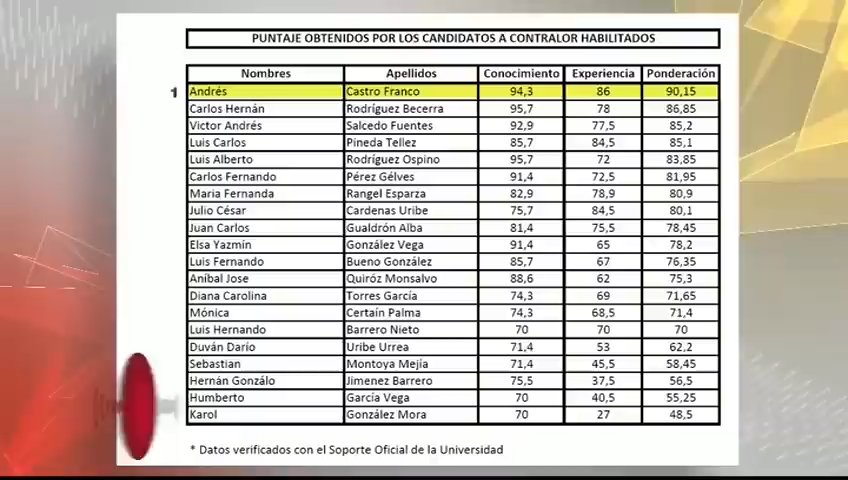 PUNTAJE OBTENIDOS POR LOS CANDIDATOS A CONTRALOR HABILITADOS
Nombres Apellidos Conocimiento Experiencia Ponderación
1 Andrés Castro Franco 94,3 86 90,15
Carlos Hernán Rodríguez Becerra 95,7 78 86,85
Victor Andrés Salcedo Fuentes 92,9 77,5 85,2
Luis Carlos Pineda Tellez 85,7 84,5 85,1
Luis Alberto Rodríguez Ospino 95,7 72 83,85
Carlos Fernando Pérez Gélves 91,4 72,5 81,95
Maria Fernanda Rangel Esparza 82,9 78,9 80,9
Julio César Cardenas Uribe 75,7 84,5 80,1
Juan Carlos Gualdrón Alba 81,4 75,5 78,45
Elsa Yazmín González Vega 91,4 65 78,2
Luis Fernando Bueno González 85,7 67 76,35
Aníbal Jose Quiróz Monsalvo 88,6 62 75,3
Diana Carolina Torres García 74,3 69 71,65
Mónica Certaín Palma 74,3 68,5 71,4
Luis Hernando Barrero Nieto 70 70 70
Duván Darío Uribe Urrea 71,4 53 62,2
Sebastian Montoya Mejía 71,4 45,5 58,45
Hernán Gonzálo Jimenez Barrero 75,5 37,5 56,5
Humberto García Vega 70 40,5 55,25
Karol González Mora 70 27 48,5
* Datos verificados con el Soporte Oficial de la Universidad